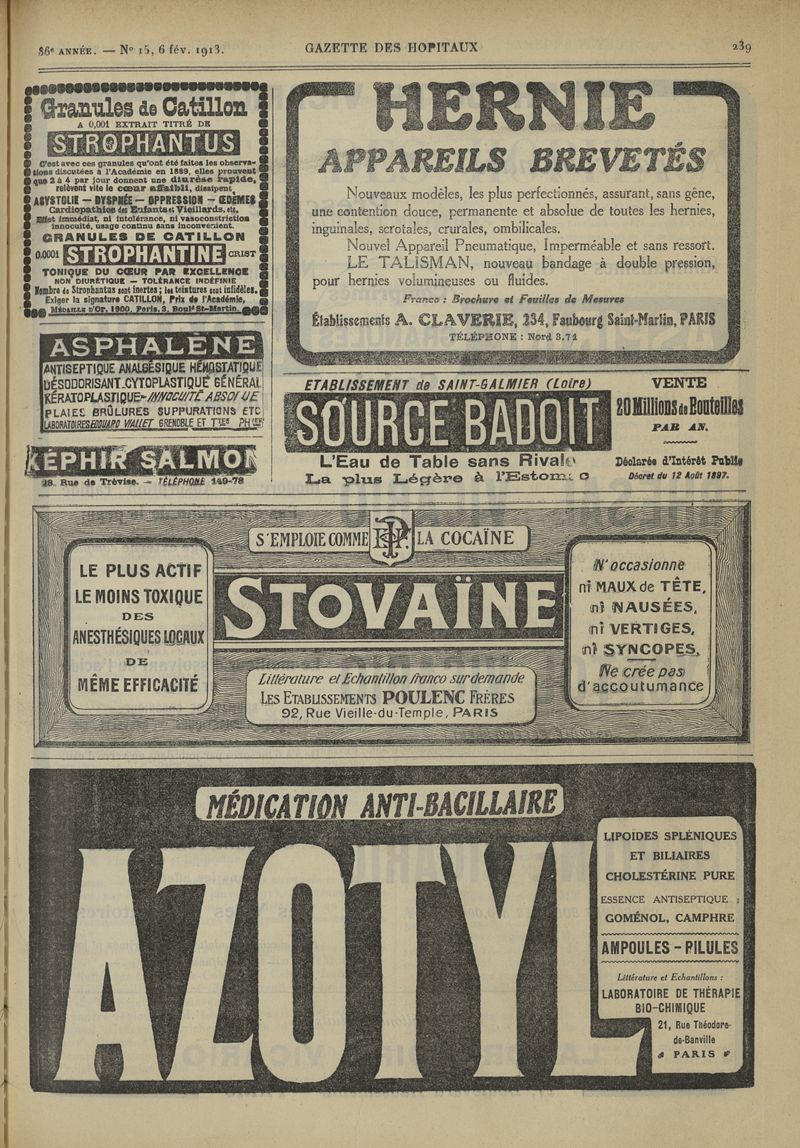 86e ANNÉE. — No 15, 6 fév. 1913.
GAZETTE DES HOPITAUX
239
Granules de Catillon
A 0,001 EXTRAIT TITRÉ DE
STROPHANTUS
C'est avec ces granules qu'ont été faites les observa-
tions discutées à l'Académie en 1889, elles prouvent
que 2 à 4 par jour donnent une diurèse rapide,
relèvent vite le cœur affaibli, dissipent
ASYSTOLIE — DYSPNÉE — OPPRESSION — ŒDÈMES
Cardiopathies des Enfants et Vieillards, etc.
Effet immédiat, ni intolérance, ni vasoconstriction
innocuité, usage continu sans inconvenient.
GRANULES DE CATILLON
0,0001 STROPHANTINE CRIST
TONIQUE DU CŒUR PAR EXCELLENCE
NON DIURÉTIQUE — TOLÉRANCE INDÉFINIE
Nombre de Strophantus sont inertes; les teintures sont infidèles.
Exiger la signature CATILLON, Prix de l'Académie,
MÉDAILLE D'OR, 1900, Paris, 3, Boul'd St-Martin.
HERNIE
APPAREILS BREVETÉS
Nouveaux modèles, les plus perfectionnés, assurant, sans gêne,
une contention douce, permanente et absolue de toutes les hernies,
inguinales, scrotales, crurales, ombilicales.
Nouvel Appareil Pneumatique, Imperméable et sans ressort.
LE TALISMAN, nouveau bandage à double pression,
pour hernies volumineuses ou fluides.
Franco : Brochure et Feuilles de Mesures
Établissements A. CLAVERIE, 234, Faubourg Saint-Martin, PARIS
TÉLÉPHONE : Nord 3,71
ASPHALÈNE
ANTISEPTIQUE ANALGÉSIQUE HÉMOSTATIQUE
DÉSODORISANT.CYTOPLASTIQUE GÉNÉRAL
KÉRATOPLASTIQUE-INNOCUITÉ ABSOLUE
PLAIES BRÛLURES SUPPURATIONS ETC
LABORATOIRES EDOUARD VIALLET GRENOBLE ET TTES PHIES
KÉPHIR SALMON
28, Rue de Trévise. — TÉLÉPHONE 149-78
ETABLISSEMENT de SAINT-GALMIER (Loire)
SOURCE BADOIT
L'Eau de Table sans Rivale
La plus Légère à l'Estomac
VENTE
20 Millions de Bouteilles
PAR AN.
Déclarée d'Intérêt Public
Décret du 12 Août 1897.
S'EMPLOIE COMME LA COCAÏNE
LE PLUS ACTIF
LE MOINS TOXIQUE
DES
ANESTHÉSIQUES LOCAUX
DE
MÊME EFFICACITÉ
STOVAÏNE
Littérature et Echantillon franco sur demande
LES ETABLISSEMENTS POULENC FRÈRES
92, Rue Vieille-du-Temple, PARIS
N'occasionne
ni MAUX de TÊTE,
ni NAUSÉES,
ni VERTIGES,
ni SYNCOPES,
Ne crée pas
d'accoutumance
MÉDICATION ANTI-BACILLAIRE
AZOTYL
LIPOIDES SPLÉNIQUES
ET BILIAIRES
CHOLESTÉRINE PURE
ESSENCE ANTISEPTIQUE :
GOMÉNOL, CAMPHRE
AMPOULES - PILULES
Littérature et Echantillons :
LABORATOIRE DE THÉRAPIE
BIO-CHIMIQUE
21, Rue Théodore-
de-Banville
PARIS